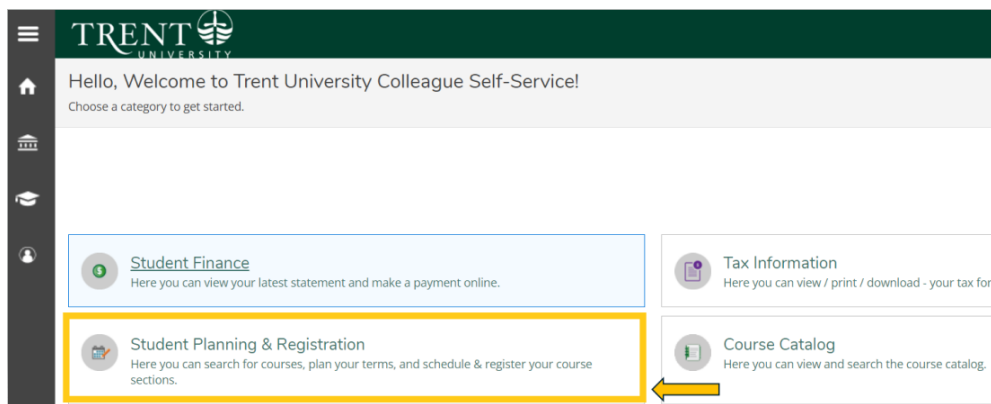 TRENT
UNIVERSITY
Hello, Welcome to Trent University Colleague Self-Service!
Choose a category to get started.
Student Finance
Here you can view your latest statement and make a payment online.
Tax Information
Here you can view / print / download - your tax for
Student Planning & Registration
Here you can search for courses, plan your terms, and schedule & register your course
sections.
Course Catalog
Here you can view and search the course catalog.